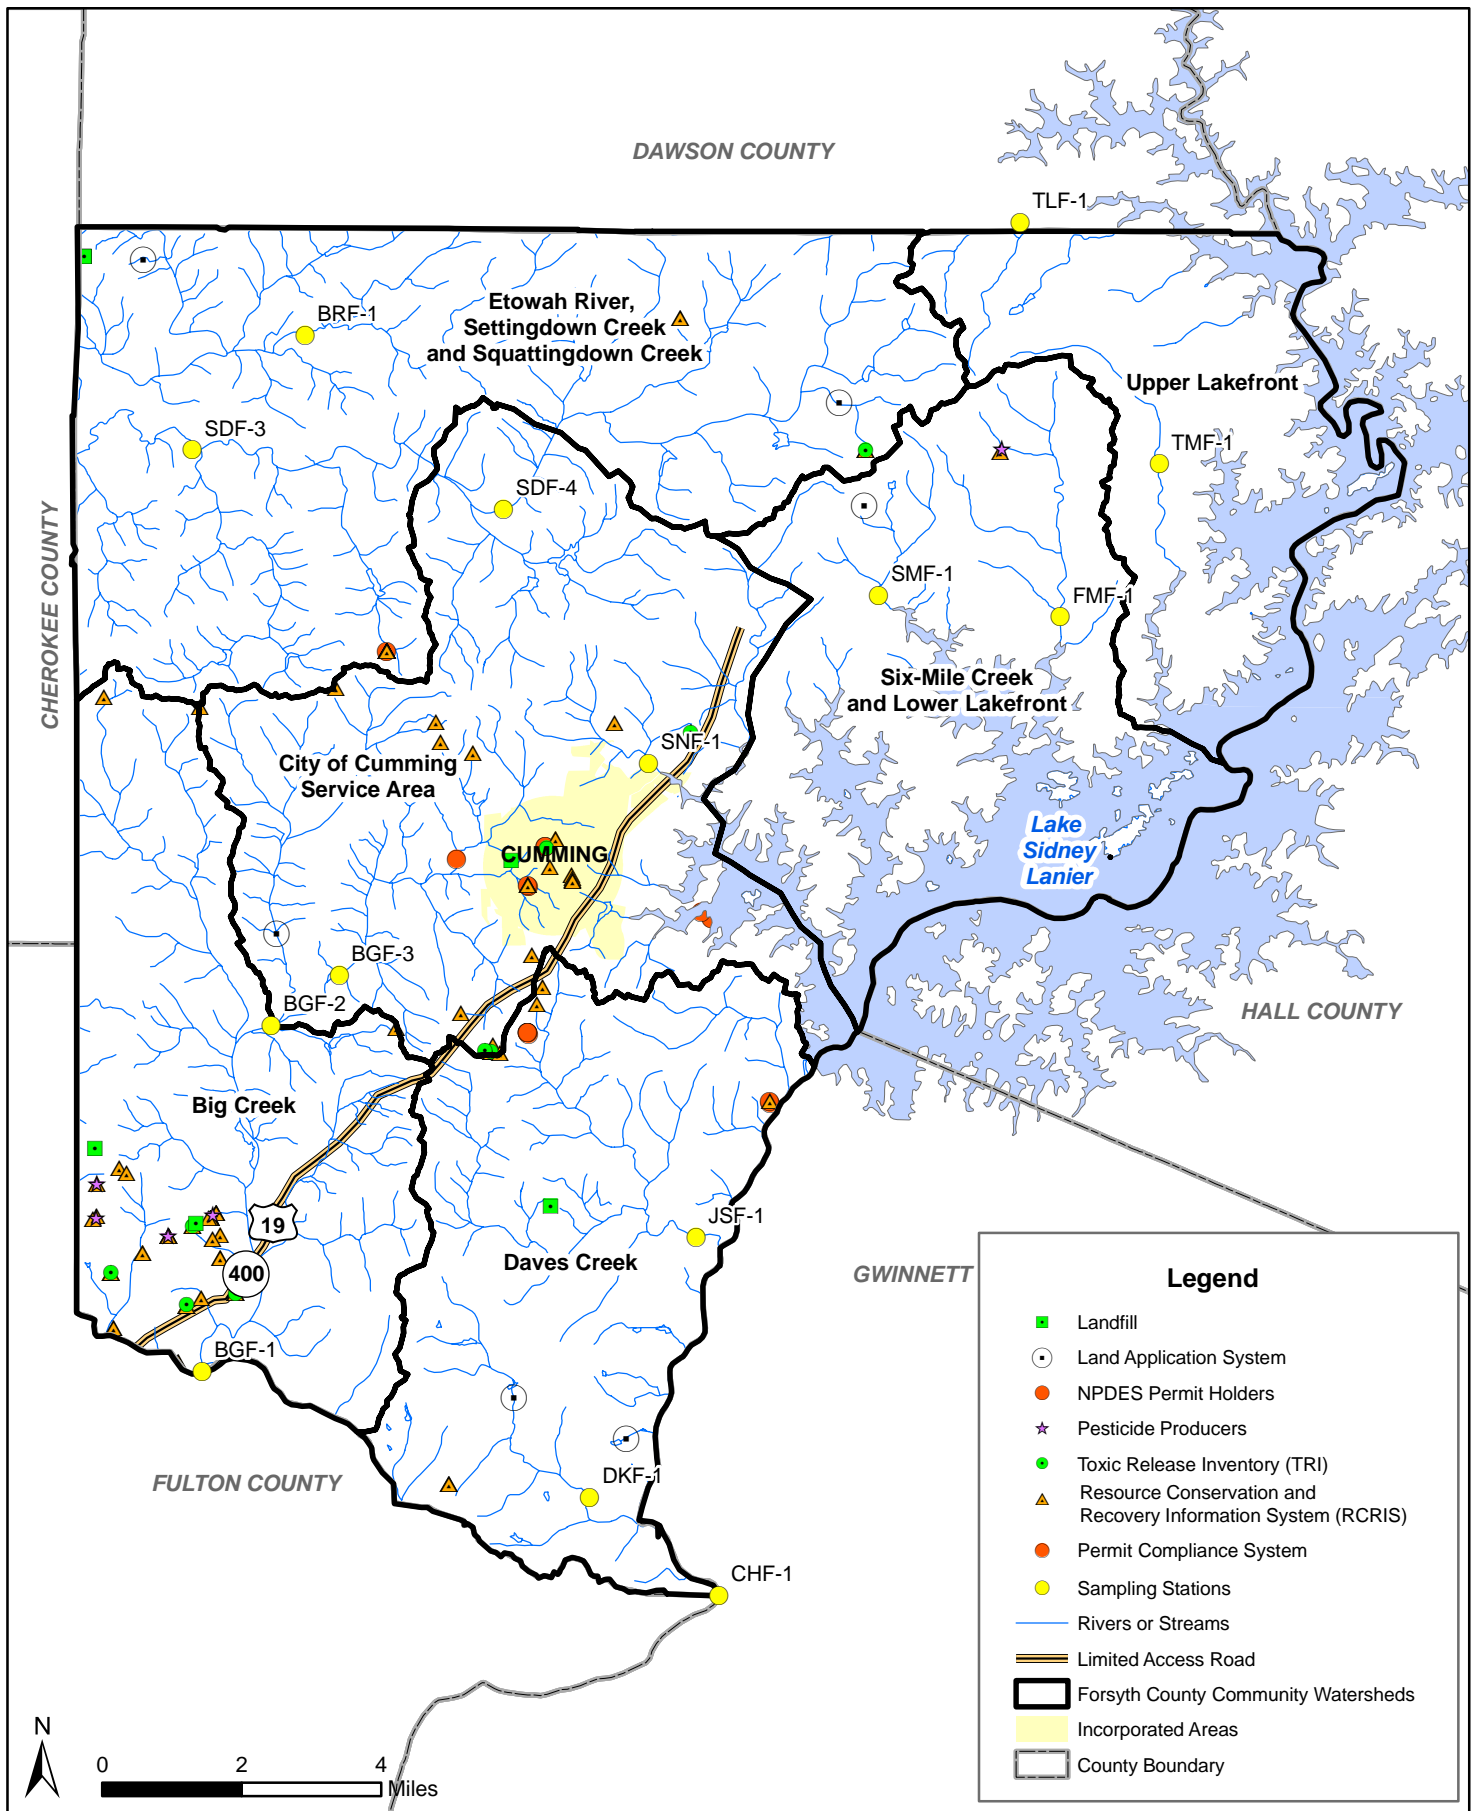 DAWSON COUNTY
TLF-1
Etowah River,
Settingdown Creek
and Squattingdown Creek
BRF-1
Upper Lakefront
SDF-3
TMF-1
SDF-4
CHEROKEE COUNTY
SMF-1
FMF-1
Six-Mile Creek
and Lower Lakefront
SNF-1
City of Cumming
Service Area
CUMMING
Lake
Sidney
Lanier
BGF-3
BGF-2
HALL COUNTY
Big Creek
19
400
JSF-1
Daves Creek
GWINNETT
BGF-1
FULTON COUNTY
DKF-1
CHF-1
Legend
Landfill
Land Application System
NPDES Permit Holders
Pesticide Producers
Toxic Release Inventory (TRI)
Resource Conservation and
Recovery Information System (RCRIS)
Permit Compliance System
Sampling Stations
Rivers or Streams
Limited Access Road
Forsyth County Community Watersheds
Incorporated Areas
County Boundary
N
0 2 4
Miles